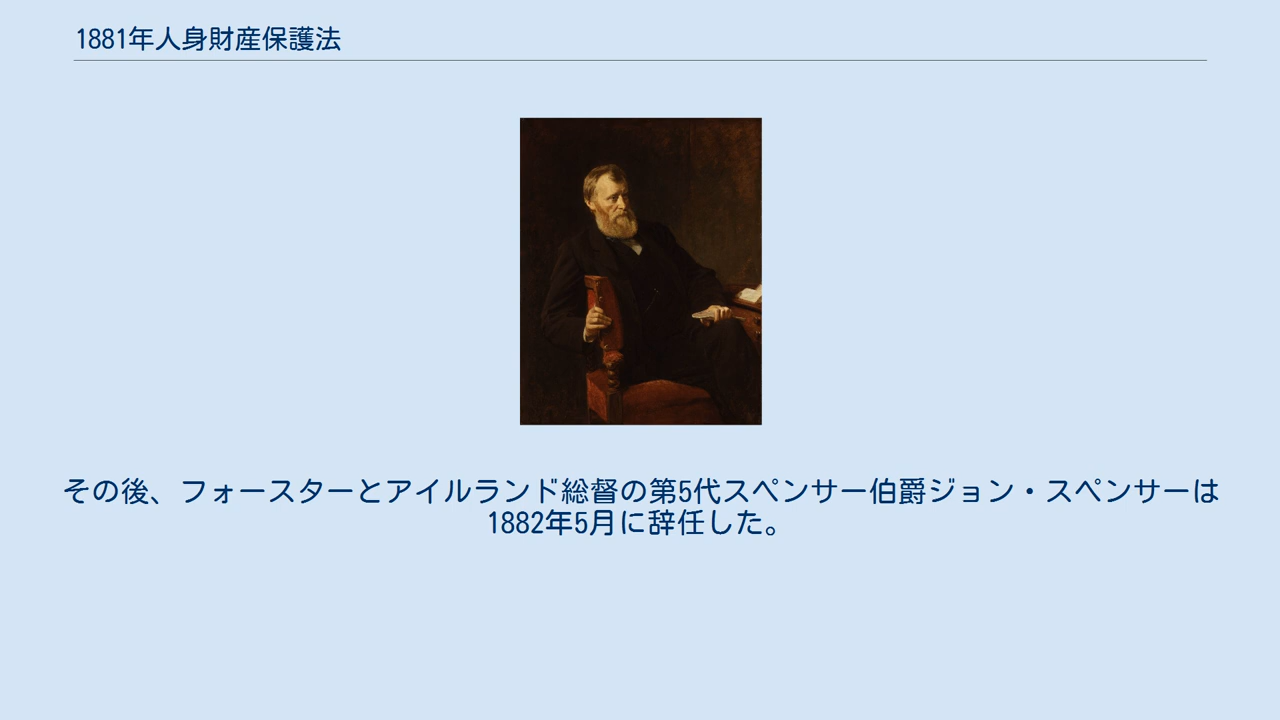 1881年人身財産保護法
その後、フォースターとアイルランド総督の第5代スペンサー伯爵ジョン・スペンサーは
1882年5月に辞任した。